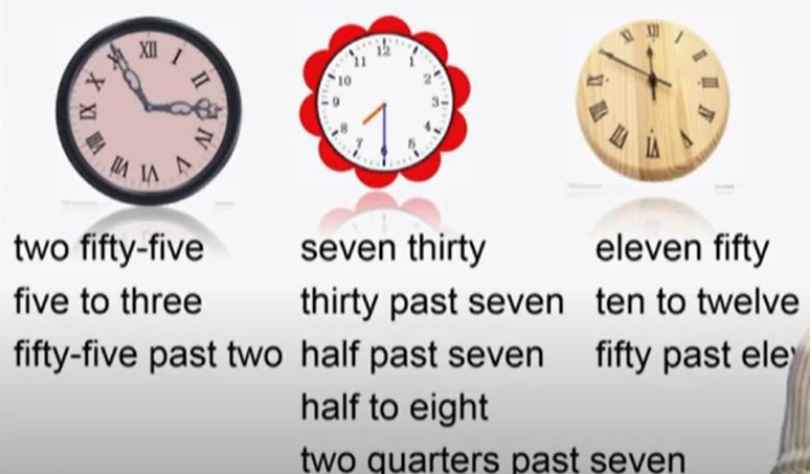 two fifty-five
five to three
fifty-five past two
seven thirty
thirty past seven
half past seven
half to eight
two quarters past seven
eleven fifty
ten to twelve
fifty past